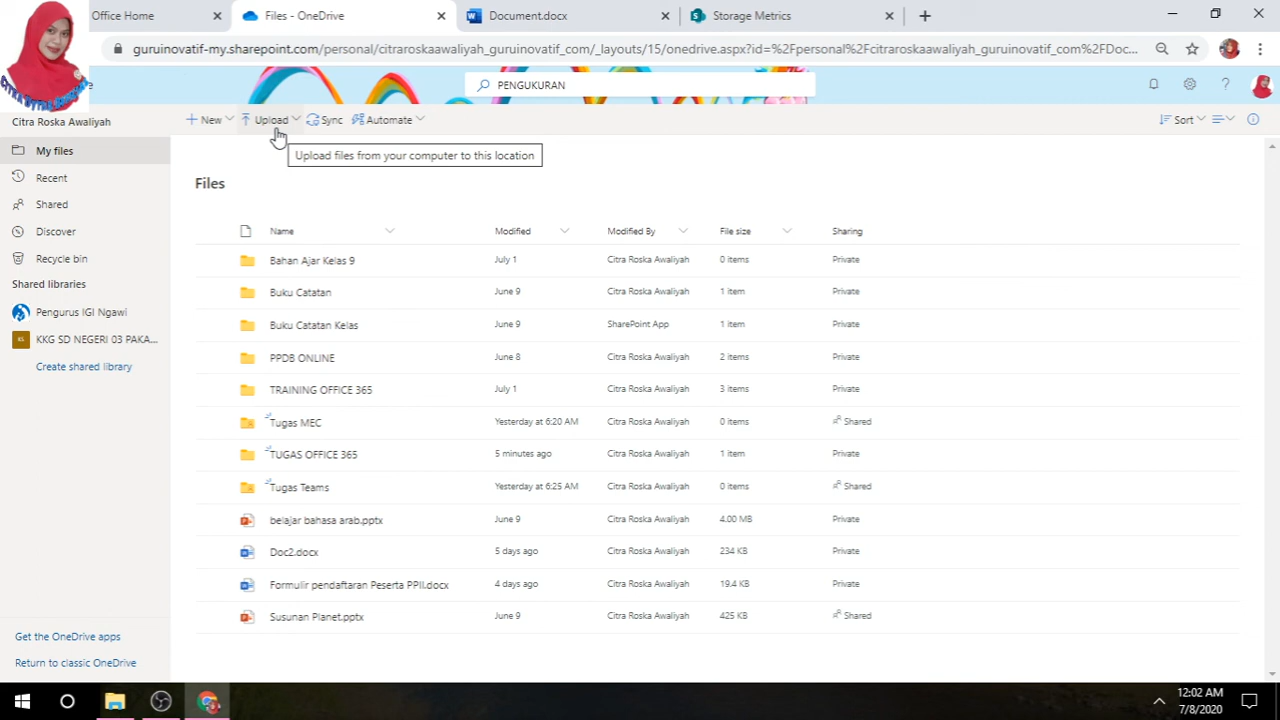 Office Home
Files - OneDrive
Document.docx
Storage Metrics
guruinovatif-my.sharepoint.com/personal/citraroskaawaliyah_guruinovatif_com/_layouts/15/onedrive.aspx?id=%2Fpersonal%2Fcitraroskaawaliyah_guruinovatif_com%2FDoc...
PENGUKURAN
Citra Roska Awaliyah
New Upload Sync Automate Sort
Upload files from your computer to this location
My files
Recent
Shared
Discover
Recycle bin
Shared libraries
Pengurus IGI Ngawi
KKG SD NEGERI 03 PAKA...
Create shared library
Get the OneDrive apps
Return to classic OneDrive
Files
Name Modified Modified By File size Sharing
Bahan Ajar Kelas 9 July 1 Citra Roska Awaliyah 0 items Private
Buku Catatan June 9 Citra Roska Awaliyah 1 item Private
Buku Catatan Kelas June 9 SharePoint App 1 item Private
PPDB ONLINE June 8 Citra Roska Awaliyah 2 items Private
TRAINING OFFICE 365 July 1 Citra Roska Awaliyah 3 items Private
Tugas MEC Yesterday at 6:20 AM Citra Roska Awaliyah 0 items Shared
TUGAS OFFICE 365 5 minutes ago Citra Roska Awaliyah 1 item Private
Tugas Teams Yesterday at 6:25 AM Citra Roska Awaliyah 0 items Shared
belajar bahasa arab.pptx June 9 Citra Roska Awaliyah 4.00 MB Private
Doc2.docx 5 days ago Citra Roska Awaliyah 234 KB Private
Formulir pendaftaran Peserta PPII.docx 4 days ago Citra Roska Awaliyah 19.4 KB Private
Susunan Planet.pptx June 9 Citra Roska Awaliyah 425 KB Shared
12:02 AM
7/8/2020